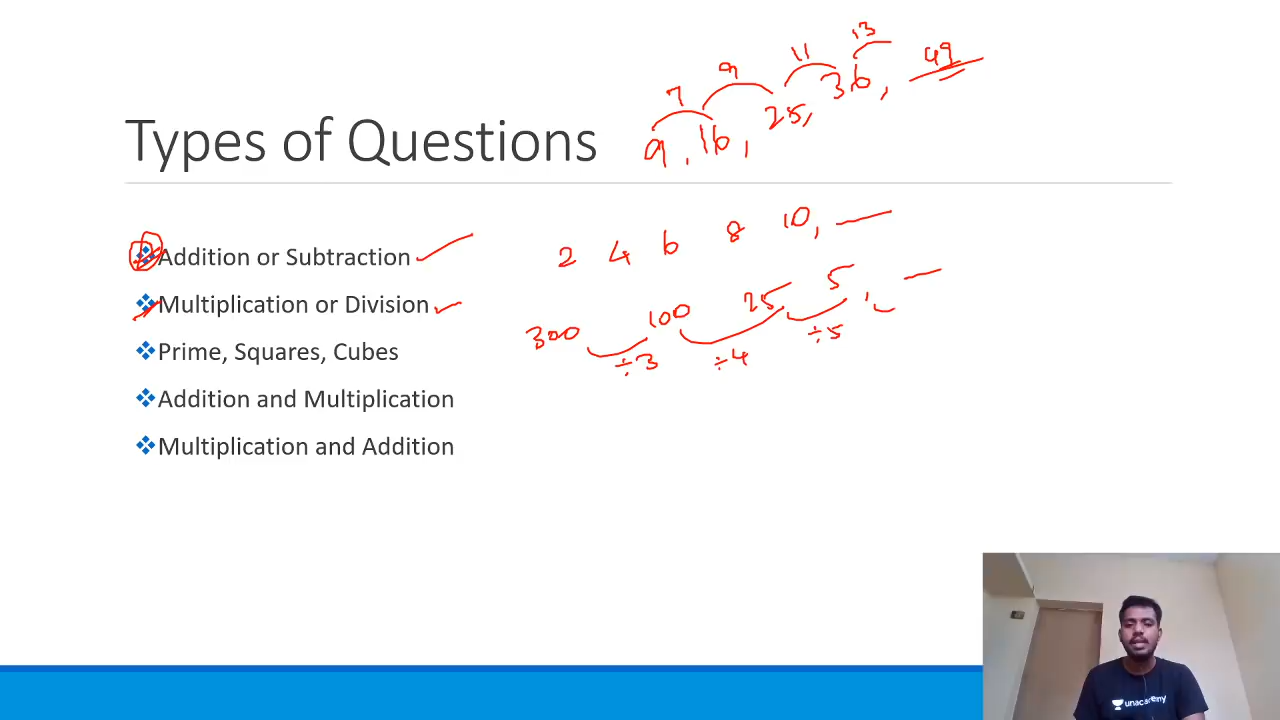 13
11
49
9
7
36,
25,
Types of Questions
9, 16,
10,
8
6
4
2
Addition or Subtraction
5,
25
100
300
Multiplication or Division
÷5
÷4
÷3
Prime, Squares, Cubes
Addition and Multiplication
Multiplication and Addition
unacademy